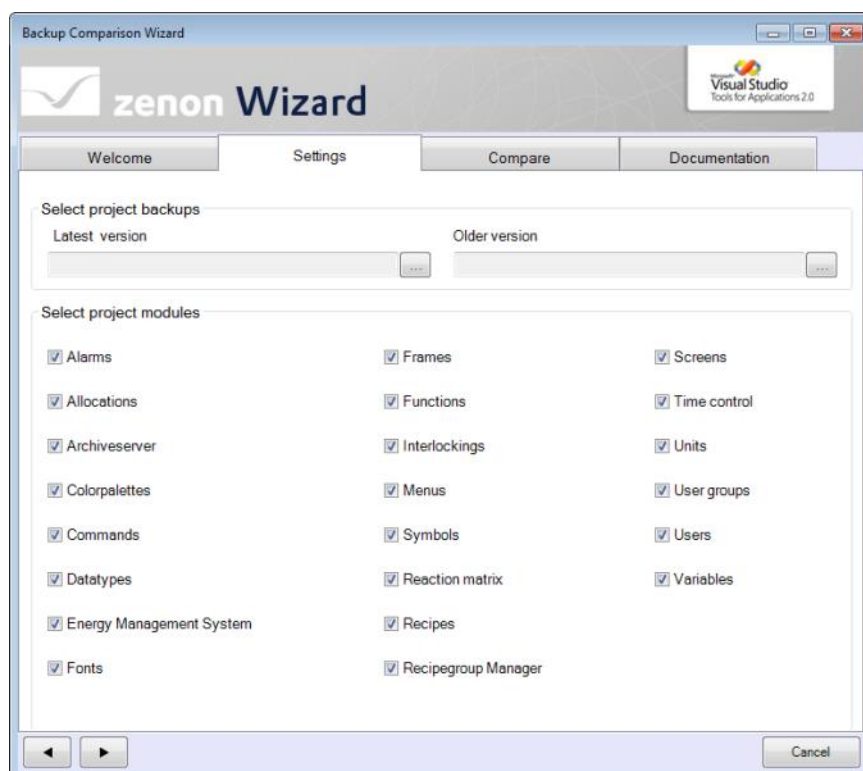 Backup Comparison Wizard
zenon Wizard
Microsoft
Visual Studio
Tools for Applications 2.0
Welcome Settings Compare Documentation
Select project backups
Latest version Older version
... ...
Select project modules
Alarms Frames Screens
Allocations Functions Time control
Archiveserver Interlockings Units
Colorpalettes Menus User groups
Commands Symbols Users
Datatypes Reaction matrix Variables
Energy Management System Recipes
Fonts Recipegroup Manager
Cancel